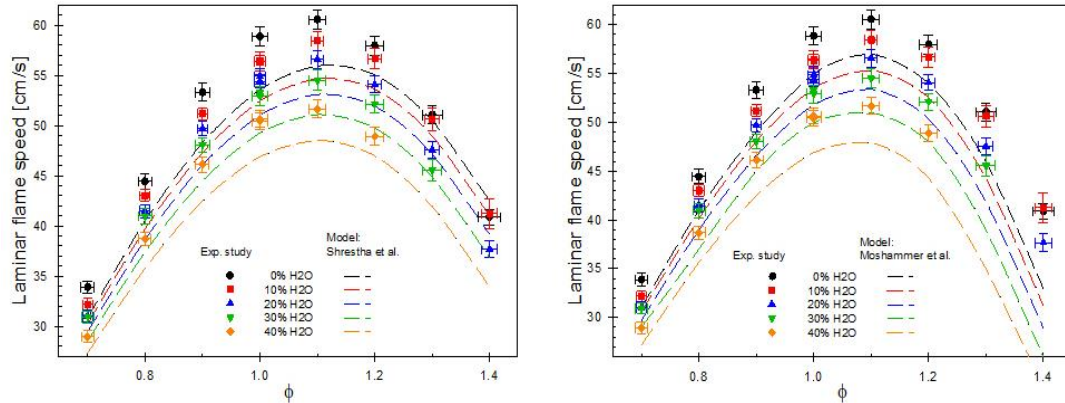 60
55
50
45
40
35
30
Laminar flame speed [cm/s]
Exp. study
Model:
Shrestha et al.
0% H2O
10% H2O
20% H2O
30% H2O
40% H2O
0.8
1.0
1.2
1.4
ϕ
60
55
50
45
40
35
30
Laminar flame speed [cm/s]
Exp. study
Model:
Moshammer et al.
0% H2O
10% H2O
20% H2O
30% H2O
40% H2O
0.8
1.0
1.2
1.4
ϕ